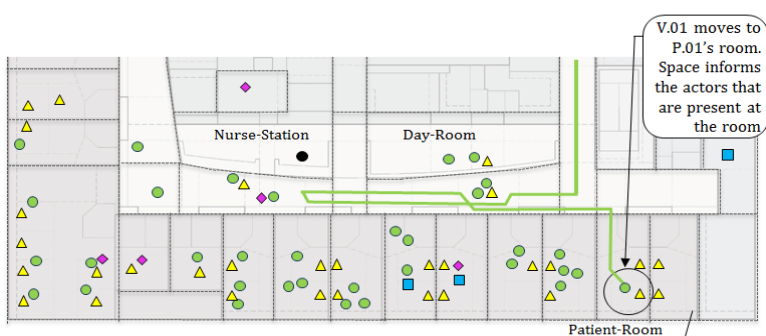 V.01 moves to
P.01's room.
Space informs
the actors that
are present at
the room
Nurse-Station
Day-Room
Patient-Room